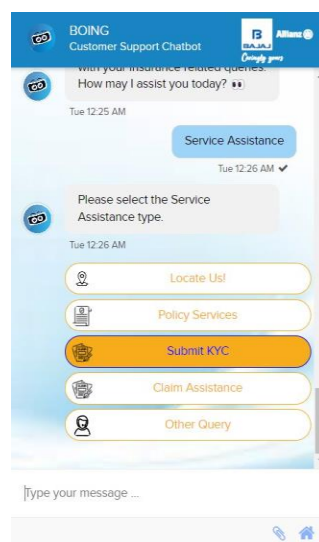 BOING
Customer Support Chatbot
B
BAJAJ
Allianz
Caringly yours
with your insurance related queries.
How may I assist you today?
Tue 12:25 AM
Service Assistance
Tue 12:26 AM
Please select the Service
Assistance type.
Tue 12:26 AM
Locate Us!
Policy Services
Submit KYC
Claim Assistance
Other Query
Type your message ...